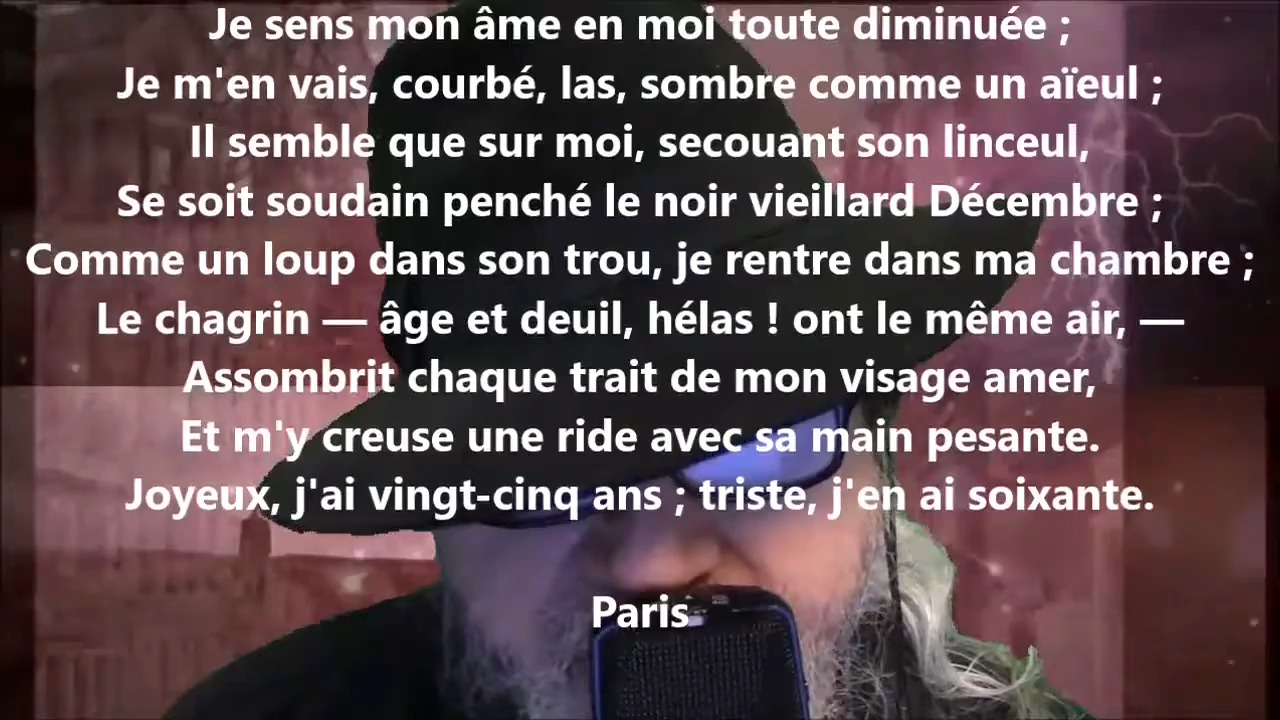 Je sens mon âme en moi toute diminuée ;
Je m'en vais, courbé, las, sombre comme un aïeul ;
Il semble que sur moi, secouant son linceul,
Se soit soudain penché le noir vieillard Décembre ;
Comme un loup dans son trou, je rentre dans ma chambre ;
Le chagrin — âge et deuil, hélas ! ont le même air, —
Assombrit chaque trait de mon visage amer,
Et m'y creuse une ride avec sa main pesante.
Joyeux, j'ai vingt-cinq ans ; triste, j'en ai soixante.
Paris